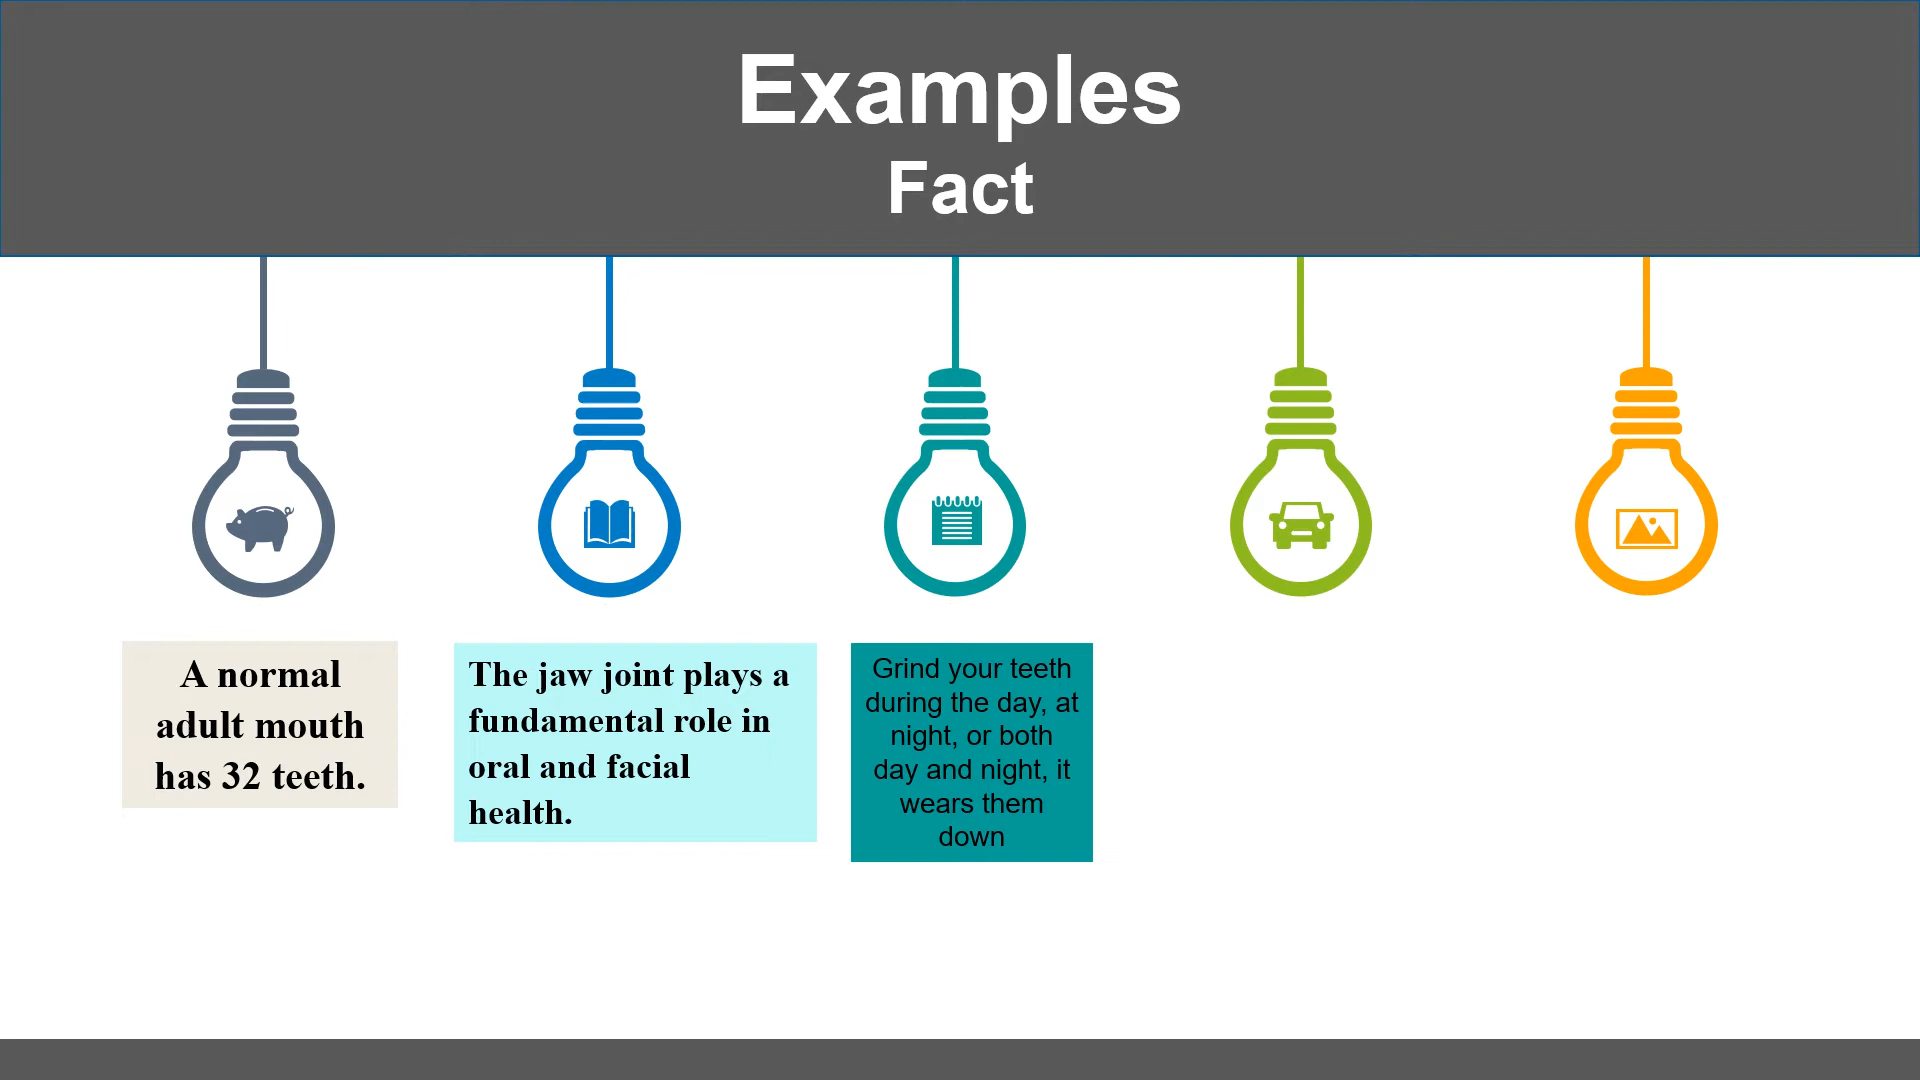 Examples
Fact
A normal
adult mouth
has 32 teeth.
The jaw joint plays a
fundamental role in
oral and facial
health.
Grind your teeth
during the day, at
night, or both
day and night, it
wears them
down